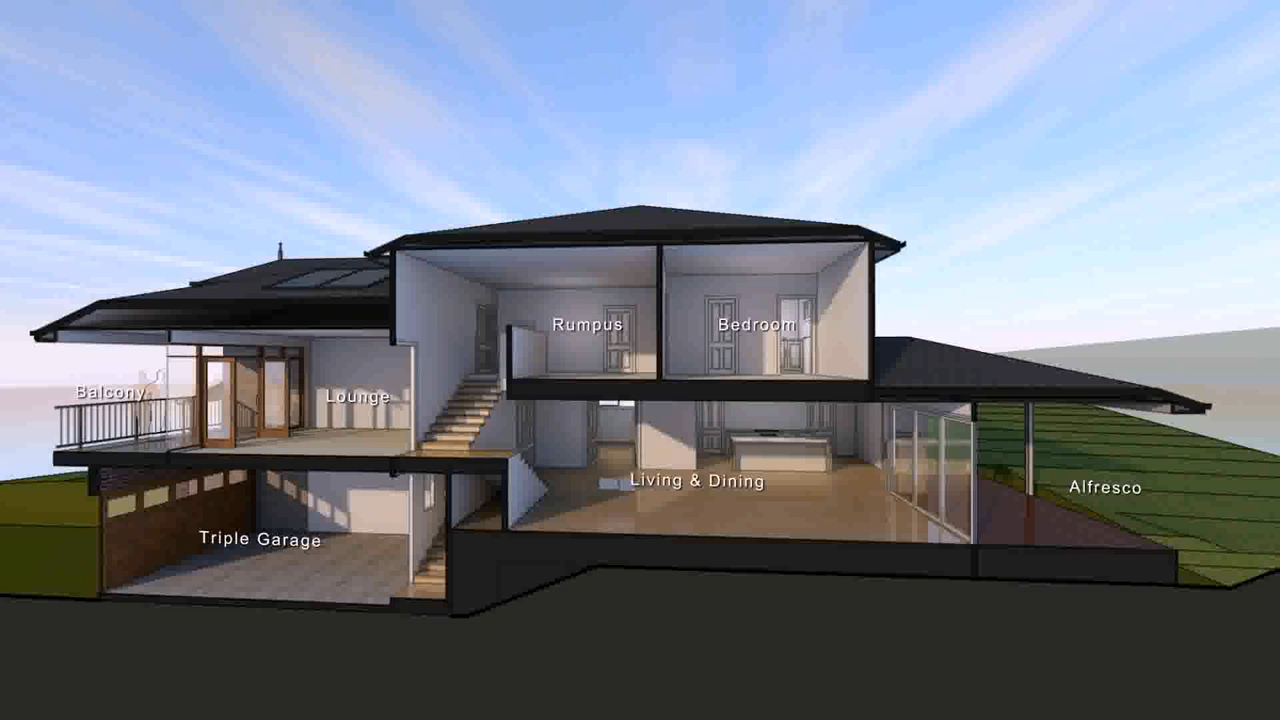 Rumpus
Bedroom
Balcony
Lounge
Living & Dining
Alfresco
Triple Garage